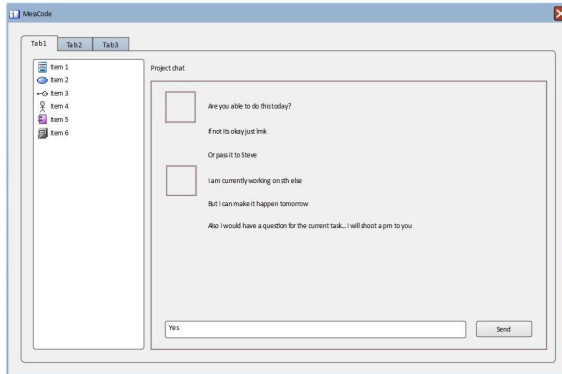 MessCode
Tab1 Tab2 Tab3
Item 1
Item 2
Item 3
Item 4
Item 5
Item 6
Project chat
Are you able to do this today?
If not its okay just lmk
Or pass it to Steve
I am currently working on sth else
But I can make it happen tomorrow
Also I would have a question for the current task... I will shoot a pm to you
Yes
Send